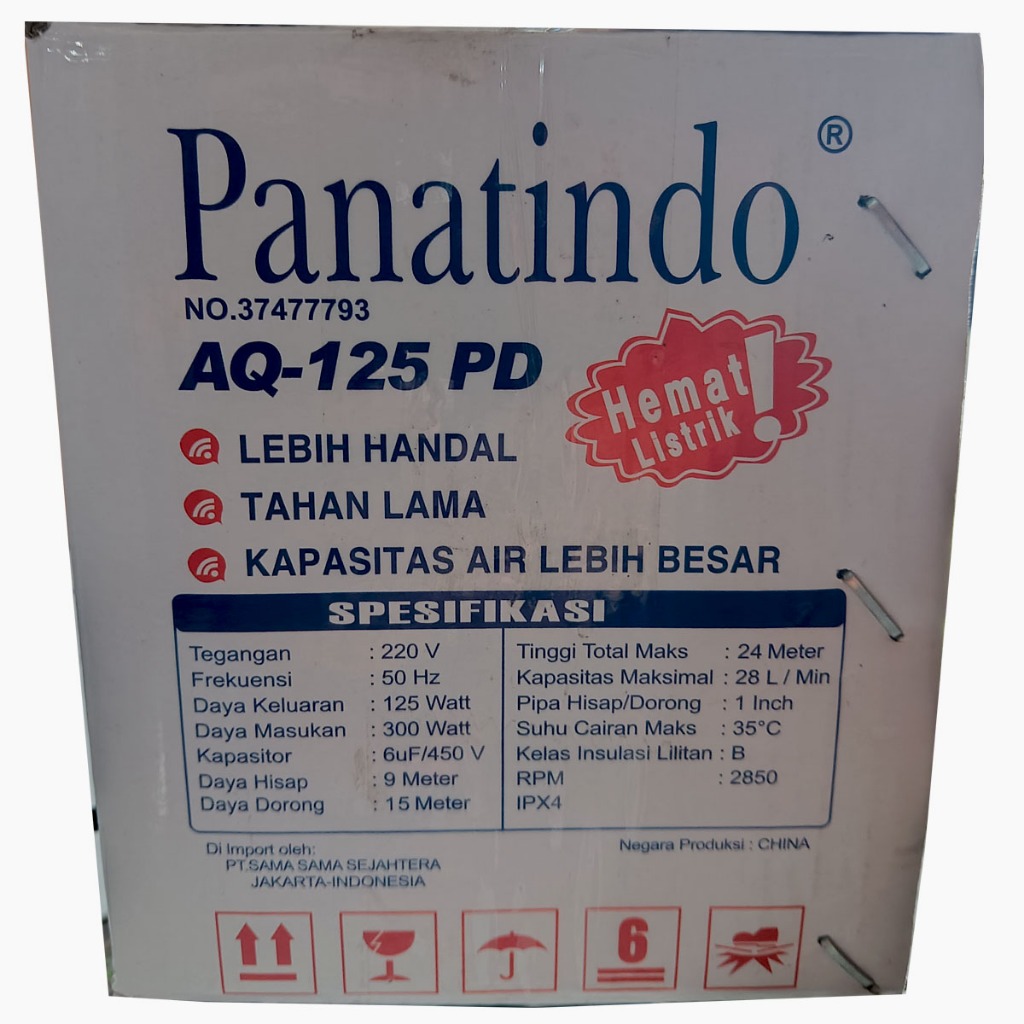 Panatindo ®
NO.37477793
AQ-125 PD
Hemat!
Listrik
LEBIH HANDAL
TAHAN LAMA
KAPASITAS AIR LEBIH BESAR
SPESIFIKASI
Tegangan : 220 V
Frekuensi : 50 Hz
Daya Keluaran : 125 Watt
Daya Masukan : 300 Watt
Kapasitor : 6uF/450 V
Daya Hisap : 9 Meter
Daya Dorong : 15 Meter
Tinggi Total Maks : 24 Meter
Kapasitas Maksimal : 28 L / Min
Pipa Hisap/Dorong : 1 Inch
Suhu Cairan Maks : 35°C
Kelas Insulasi Lilitan : B
RPM : 2850
IPX4
Di Import oleh:
PT.SAMA SAMA SEJAHTERA
JAKARTA-INDONESIA
Negara Produksi : CHINA
6